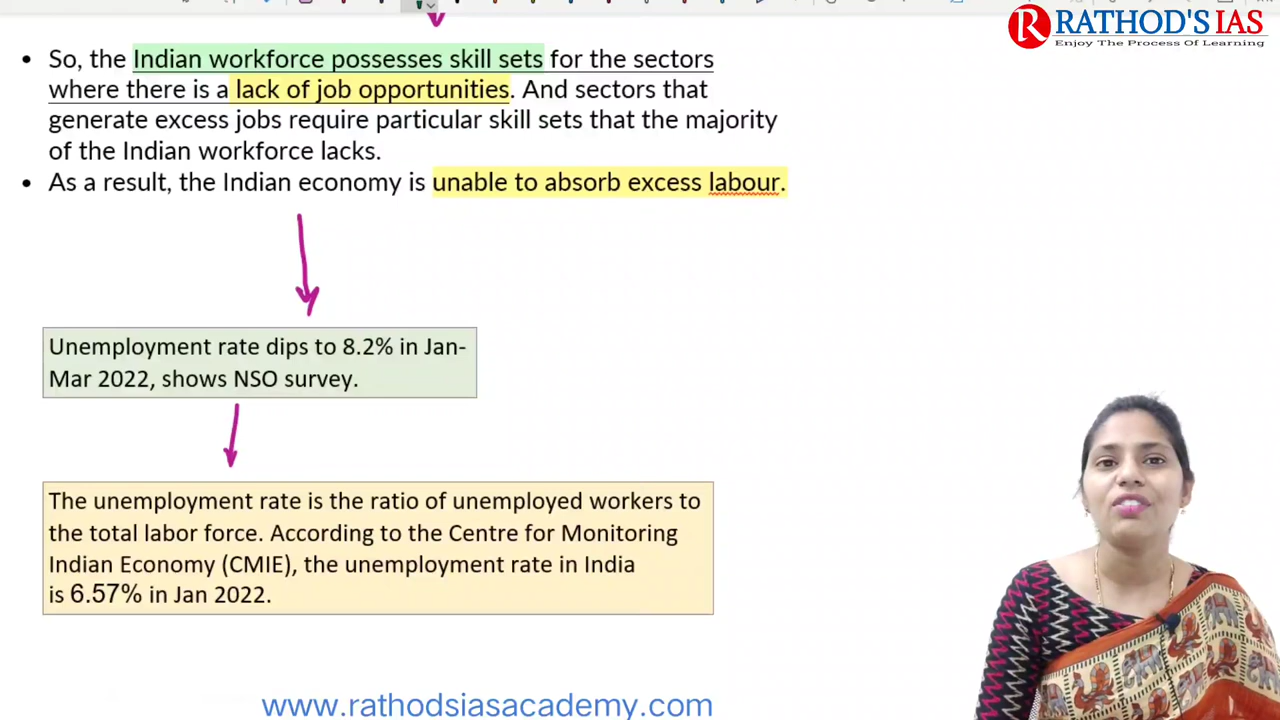 RATHOD'S IAS
Enjoy The Process Of Learning
• So, the Indian workforce possesses skill sets for the sectors
where there is a lack of job opportunities. And sectors that
generate excess jobs require particular skill sets that the majority
of the Indian workforce lacks.
• As a result, the Indian economy is unable to absorb excess labour.
Unemployment rate dips to 8.2% in Jan-
Mar 2022, shows NSO survey.
The unemployment rate is the ratio of unemployed workers to
the total labor force. According to the Centre for Monitoring
Indian Economy (CMIE), the unemployment rate in India
is 6.57% in Jan 2022.
www.rathodsiasacademy.com